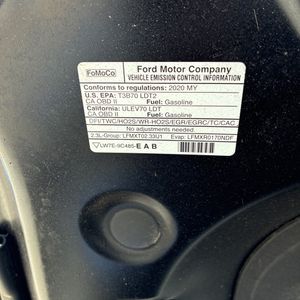 FoMoCo
Ford Motor Company
VEHICLE EMISSION CONTROL INFORMATION
Conforms to regulations: 2020 MY
U.S. EPA: T3B70 LDT2
CA OBD II Fuel: Gasoline
California: ULEV70 LDT
CA OBD II Fuel: Gasoline
DFI/TWC/HO2S/WR-HO2S/EGR/EGRC/TC/CAC
No adjustments needed.
2.3L-Group: LFMXT02.33U1 Evap: LFMXR0170NDF
LW7E-9C485-EAB